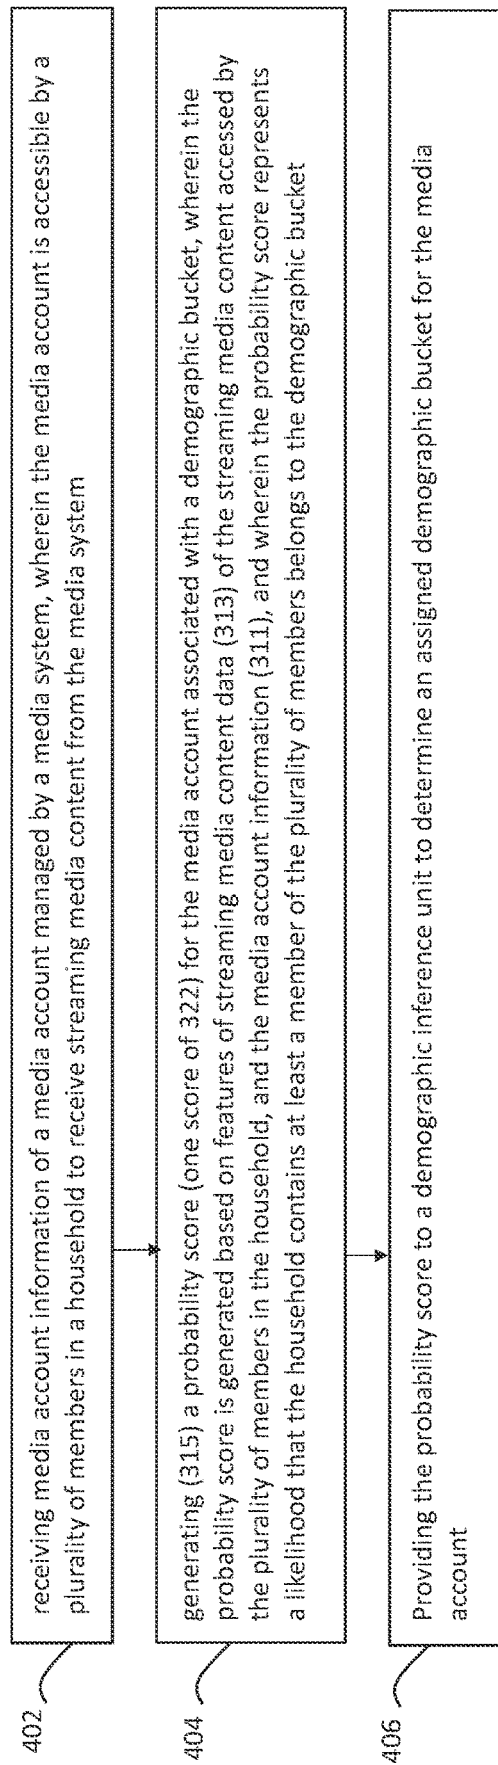 402
receiving media account information of a media account managed by a media system, wherein the media account is accessible by a
plurality of members in a household to receive streaming media content from the media system
404
generating (315) a probability score (one score of 322) for the media account associated with a demographic bucket, wherein the
probability score is generated based on features of streaming media content data (313) of the streaming media content accessed by
the plurality of members in the household, and the media account information (311), and wherein the probability score represents
a likelihood that the household contains at least a member of the plurality of members belongs to the demographic bucket
406
Providing the probability score to a demographic inference unit to determine an assigned demographic bucket for the media
account